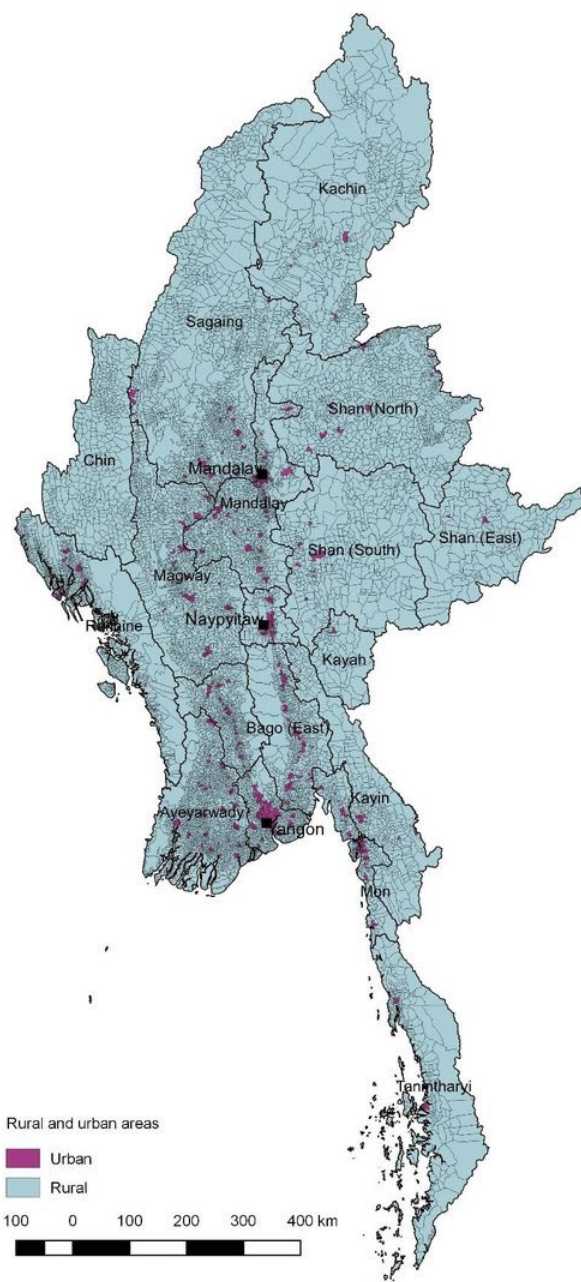 Kachin
Sagaing
Shan (North)
Chin
Mandalay
Mandalay
Shan (South)
Shan (East)
Magway
Rakhine
Naypyitaw
Kayah
Bago (East)
Kayin
Ayeyarwady
Yangon
Mon
Tanintharyi
Rural and urban areas
Urban
Rural
100 0 100 200 300 400 km